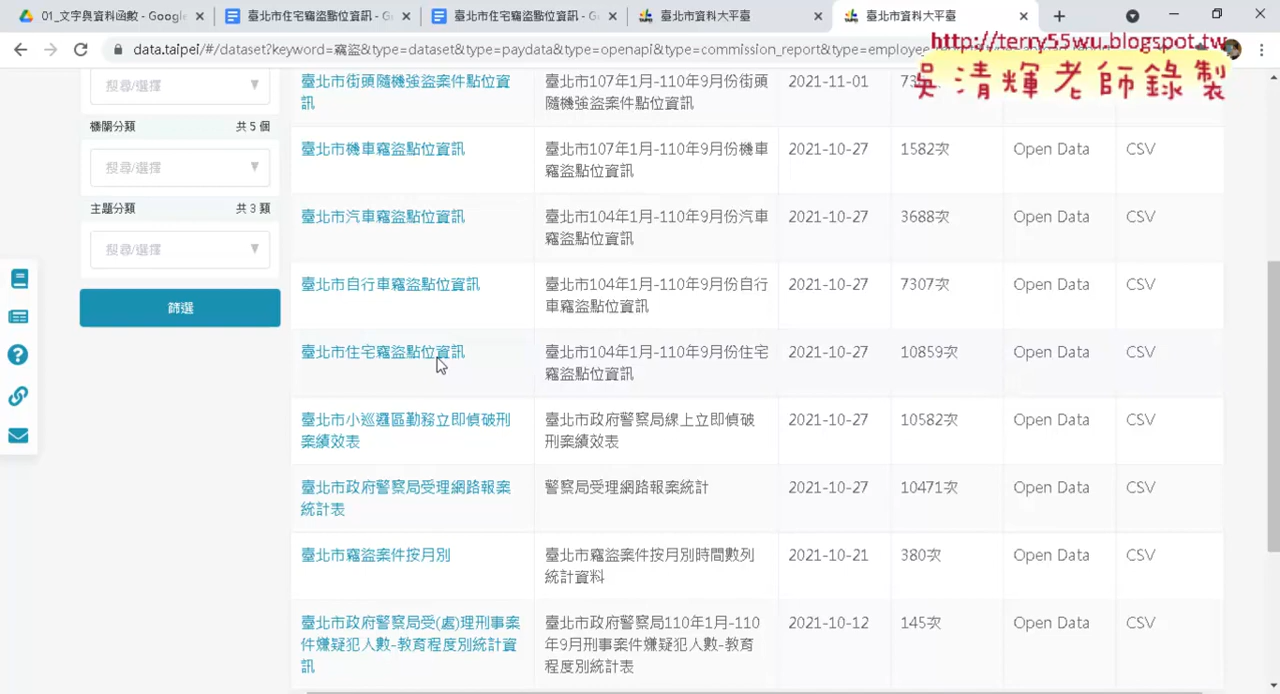 01_文字與資料函數 - Google
臺北市住宅竊盜點位資訊 - G
臺北市住宅竊盜點位資訊 - G
臺北市資料大平臺
臺北市資料大平臺
data.taipei/#/dataset?keyword=竊盜&type=dataset&type=paydata&type=openapi&type=commission_report&type=employee
http://terry55wu.blogspot.tw
吳清輝老師錄製
搜尋/選擇
機關分類 共 5 個
搜尋/選擇
主題分類 共 3 類
搜尋/選擇
篩選
臺北市街頭隨機強盜案件點位資訊
臺北市107年1月-110年9月份街頭隨機強盜案件點位資訊
2021-11-01
臺北市機車竊盜點位資訊
臺北市107年1月-110年9月份機車竊盜點位資訊
2021-10-27
1582次
Open Data
CSV
臺北市汽車竊盜點位資訊
臺北市104年1月-110年9月份汽車竊盜點位資訊
2021-10-27
3688次
Open Data
CSV
臺北市自行車竊盜點位資訊
臺北市104年1月-110年9月份自行車竊盜點位資訊
2021-10-27
7307次
Open Data
CSV
臺北市住宅竊盜點位資訊
臺北市104年1月-110年9月份住宅竊盜點位資訊
2021-10-27
10859次
Open Data
CSV
臺北市小巡邏區勤務立即偵破刑案績效表
臺北市政府警察局線上立即偵破刑案績效表
2021-10-27
10582次
Open Data
CSV
臺北市政府警察局受理網路報案統計表
警察局受理網路報案統計
2021-10-27
10471次
Open Data
CSV
臺北市竊盜案件按月別
臺北市竊盜案件按月別時間數列統計資料
2021-10-21
380次
Open Data
CSV
臺北市政府警察局受(處)理刑事案件嫌疑犯人數-教育程度別統計資訊
臺北市政府警察局110年1月-110年9月刑事案件嫌疑犯人數-教育程度別統計表
2021-10-12
145次
Open Data
CSV